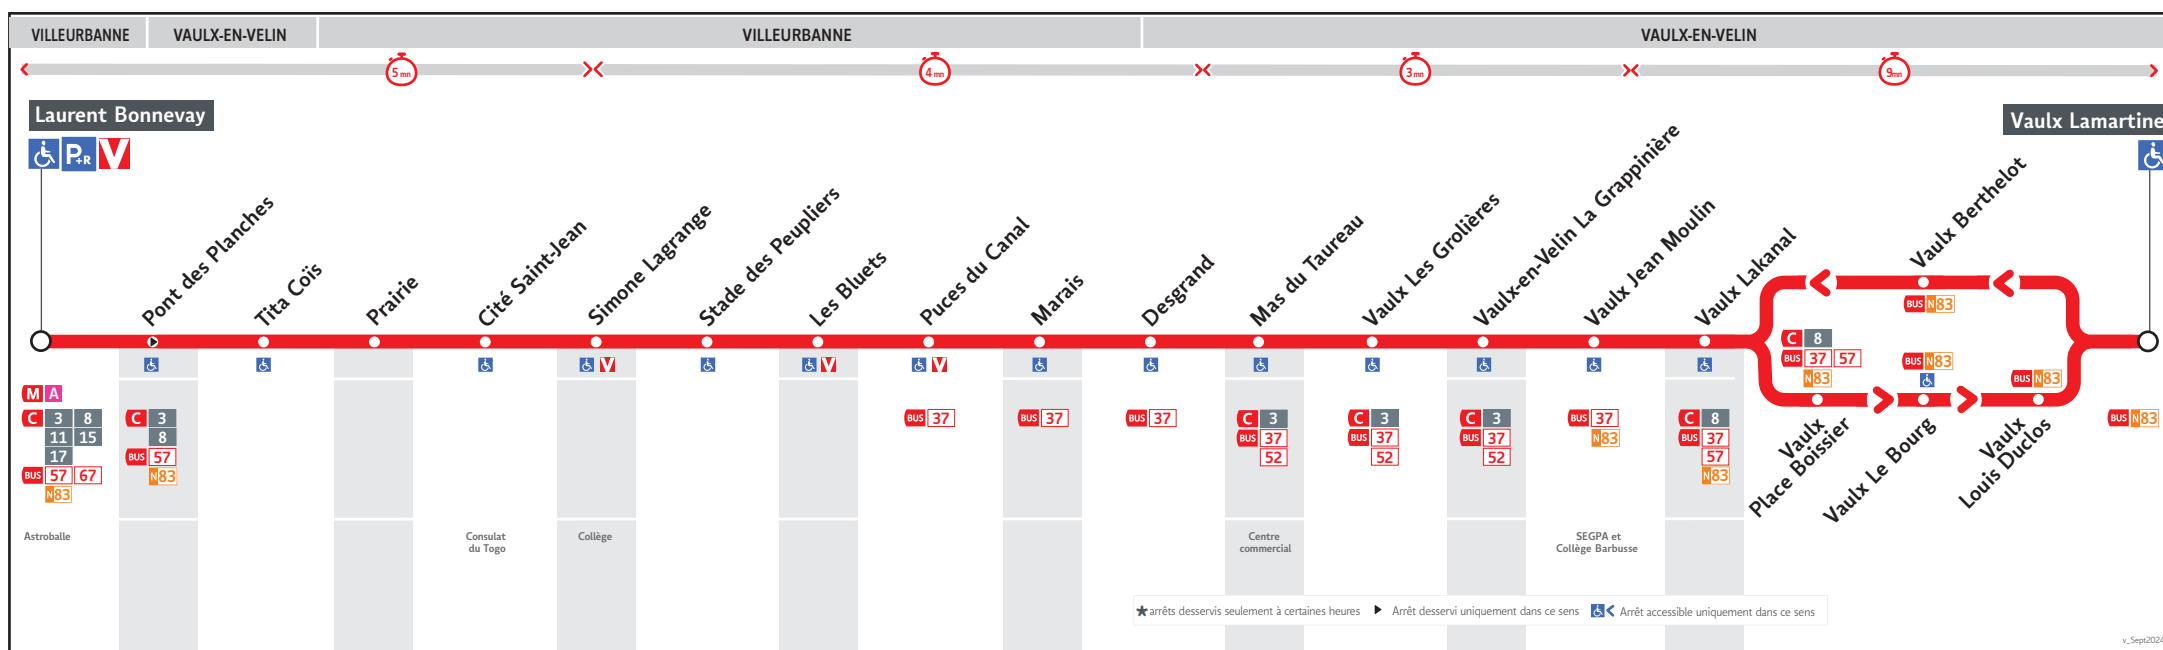 VILLEURBANNE
VAULX-EN-VELIN
VILLEURBANNE
VAULX-EN-VELIN
5 mn
4 mn
3 mn
9 mn
Laurent Bonnevay
P+R V
Vaulx Lamartine
Pont des Planches
Tita Coïs
Prairie
Cité Saint-Jean
Simone Lagrange
Stade des Peupliers
Les Bluets
Puces du Canal
Marais
Desgrand
Mas du Taureau
Vaulx Les Grolières
Vaulx-en-Velin La Grappinière
Vaulx Jean Moulin
Vaulx Lakanal
Vaulx Berthelot
BUS N83
Vaulx
Place Boissier
Vaulx Le Bourg
Vaulx
Louis Duclos
V
V
V
M A
C 3 8
11 15
17
BUS 57 67
N83
C 3
8
BUS 57
N83
BUS 37
BUS 37
BUS 37
C 3
BUS 37
52
C 3
BUS 37
52
C 3
BUS 37
52
BUS 37
N83
C 8
BUS 37
57
N83
C 8
BUS 37 57
N83
BUS N83
BUS N83
BUS N83
Astroballe
Consulat
du Togo
Collège
Centre
commercial
SEGPA et
Collège Barbusse
arrêts desservis seulement à certaines heures
Arrêt desservi uniquement dans ce sens
Arrêt accessible uniquement dans ce sens
v_Sept2024